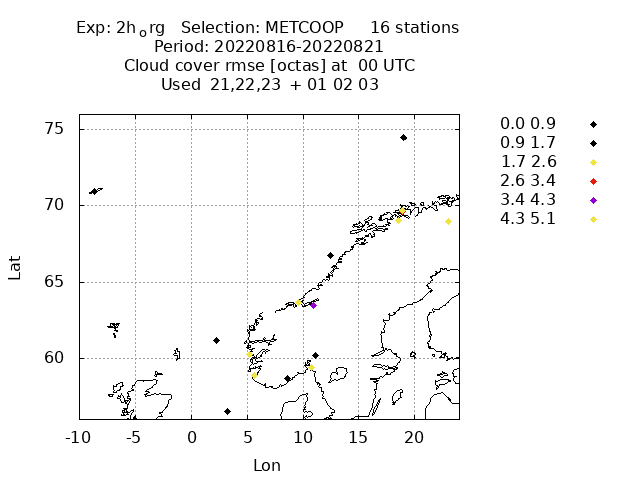 Exp: 2horg Selection: METCOOP 16 stations
Period: 20220816-20220821
Cloud cover rmse [octas] at 00 UTC
Used 21,22,23 + 01 02 03
0.0 0.9
0.9 1.7
1.7 2.6
2.6 3.4
3.4 4.3
4.3 5.1
75
70
65
60
Lat
-10 -5 0 5 10 15 20
Lon